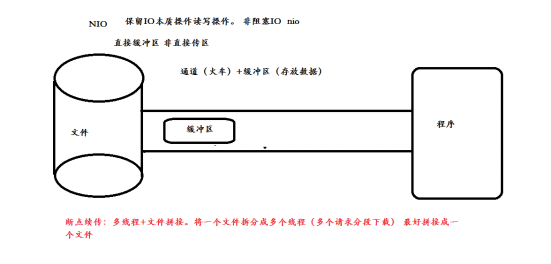 NIO 保留IO本质操作读写操作。 非阻塞IO nio
直接缓冲区 非直接传区
通道（火车）+缓冲区（存放数据）
文件
缓冲区
程序
断点续传：多线程+文件拼接。将一个文件拆分成多个线程（多个请求分段下载） 最好拼接成一
个文件